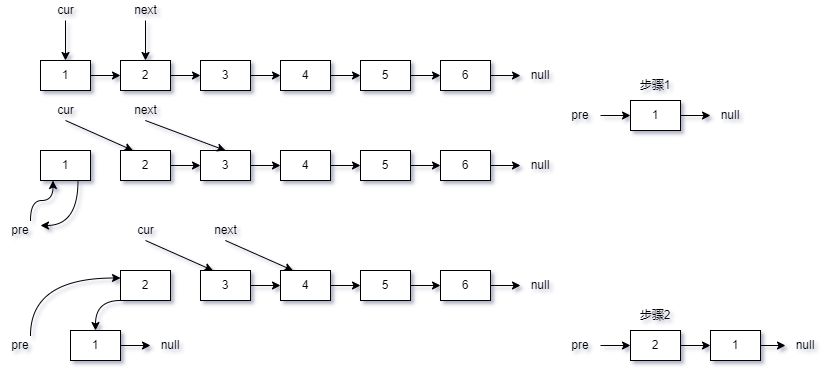 cur next
1 2 3 4 5 6 null
步骤1
pre 1 null
cur next
1 2 3 4 5 6 null
pre
cur next
2 3 4 5 6 null
步骤2
pre 1 null
pre 2 1 null